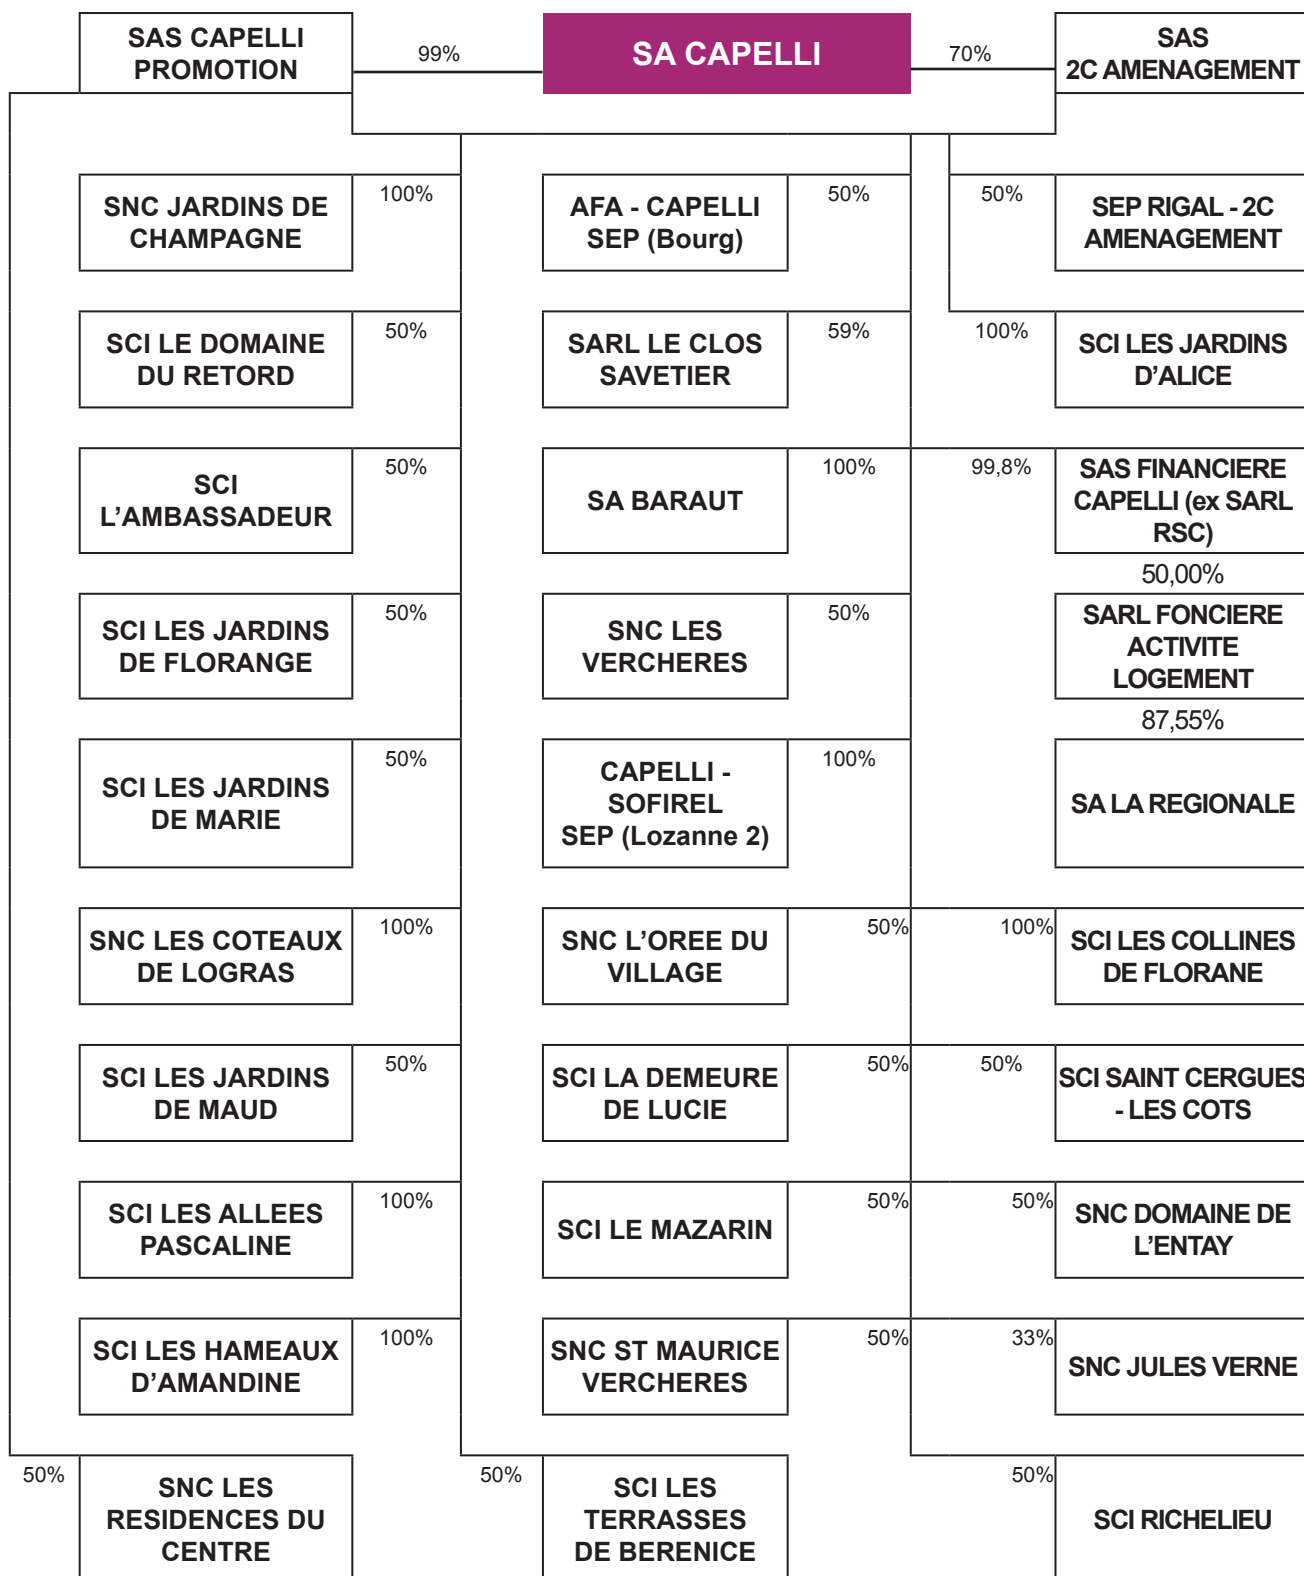 SAS CAPELLI
PROMOTION
99%
SA CAPELLI
70%
SAS
2C AMENAGEMENT
SNC JARDINS DE
CHAMPAGNE
100%
AFA - CAPELLI
SEP (Bourg)
50%
50%
SEP RIGAL - 2C
AMENAGEMENT
SCI LE DOMAINE
DU RETORD
50%
SARL LE CLOS
SAVETIER
59%
100%
SCI LES JARDINS
D’ALICE
SCI
L’AMBASSADEUR
50%
SA BARAUT
100%
99,8%
SAS FINANCIERE
CAPELLI (ex SARL
RSC)
50,00%
SCI LES JARDINS
DE FLORANGE
50%
SNC LES
VERCHERES
50%
SARL FONCIERE
ACTIVITE
LOGEMENT
87,55%
SCI LES JARDINS
DE MARIE
50%
CAPELLI -
SOFIREL
SEP (Lozanne 2)
100%
SA LA REGIONALE
SNC LES COTEAUX
DE LOGRAS
100%
SNC L’OREE DU
VILLAGE
50%
100%
SCI LES COLLINES
DE FLORANE
SCI LES JARDINS
DE MAUD
50%
SCI LA DEMEURE
DE LUCIE
50%
50%
SCI SAINT CERGUES
- LES COTS
SCI LES ALLEES
PASCALINE
100%
SCI LE MAZARIN
50%
50%
SNC DOMAINE DE
L’ENTAY
SCI LES HAMEAUX
D’AMANDINE
100%
SNC ST MAURICE
VERCHERES
50%
33%
SNC JULES VERNE
50%
SNC LES
RESIDENCES DU
CENTRE
50%
SCI LES
TERRASSES
DE BERENICE
50%
SCI RICHELIEU